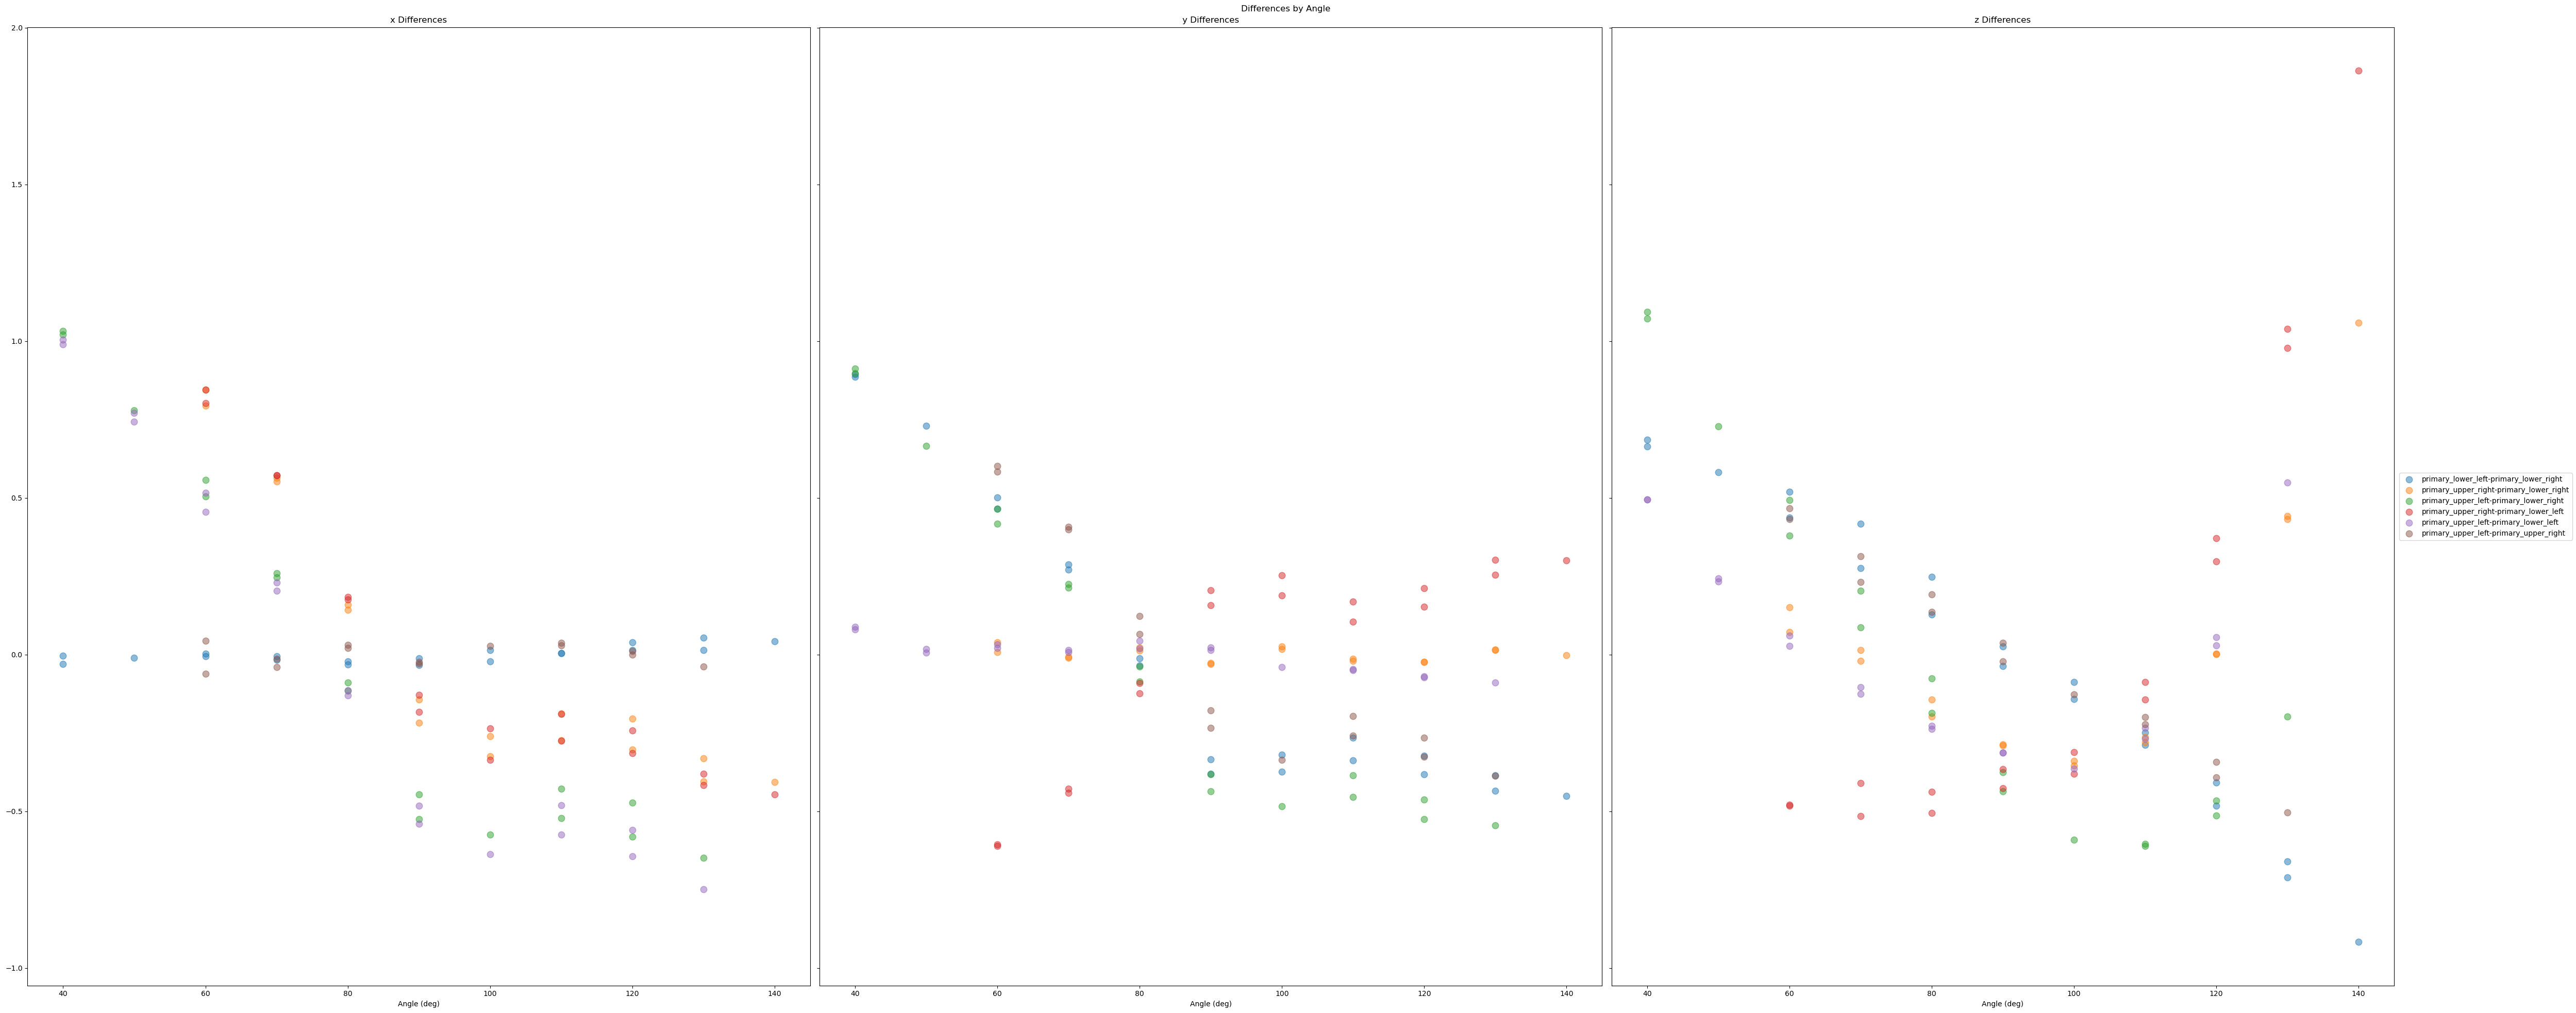 Differences by Angle
x Differences
y Differences
z Differences
2.0
1.5
1.0
0.5
0.0
−0.5
−1.0
40
60
80
100
120
140
Angle (deg)
40
60
80
100
120
140
Angle (deg)
40
60
80
100
120
140
Angle (deg)
primary_lower_left-primary_lower_right
primary_upper_right-primary_lower_right
primary_upper_left-primary_lower_right
primary_upper_right-primary_lower_left
primary_upper_left-primary_lower_left
primary_upper_left-primary_upper_right